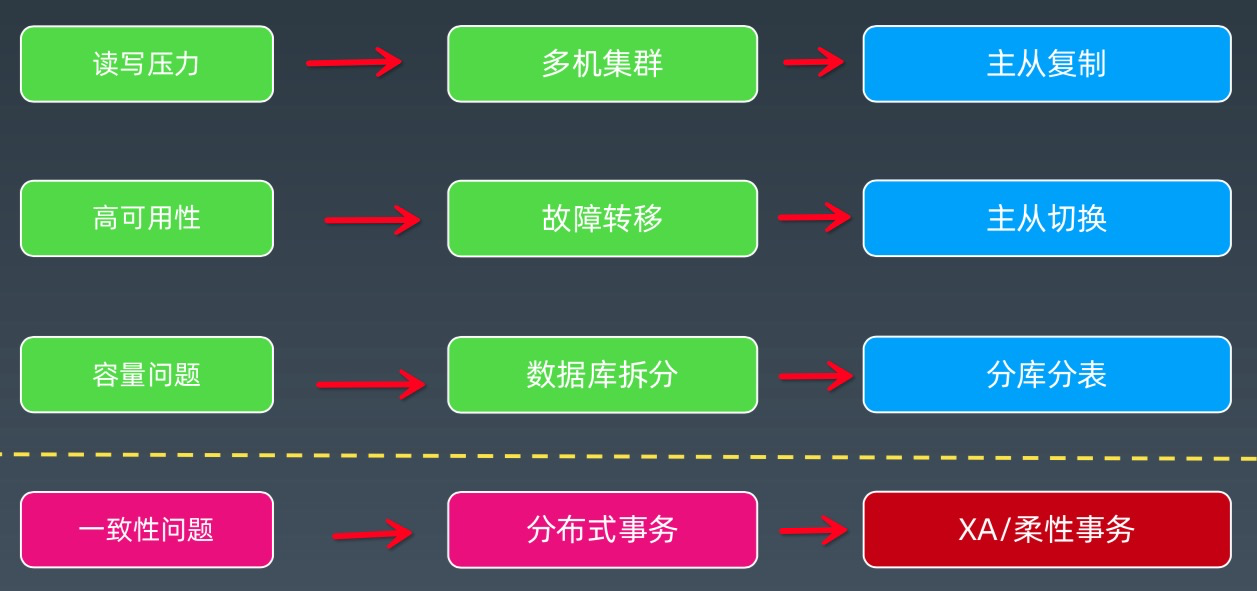 读写压力
多机集群
主从复制
高可用性
故障转移
主从切换
容量问题
数据库拆分
分库分表
一致性问题
分布式事务
XA/柔性事务